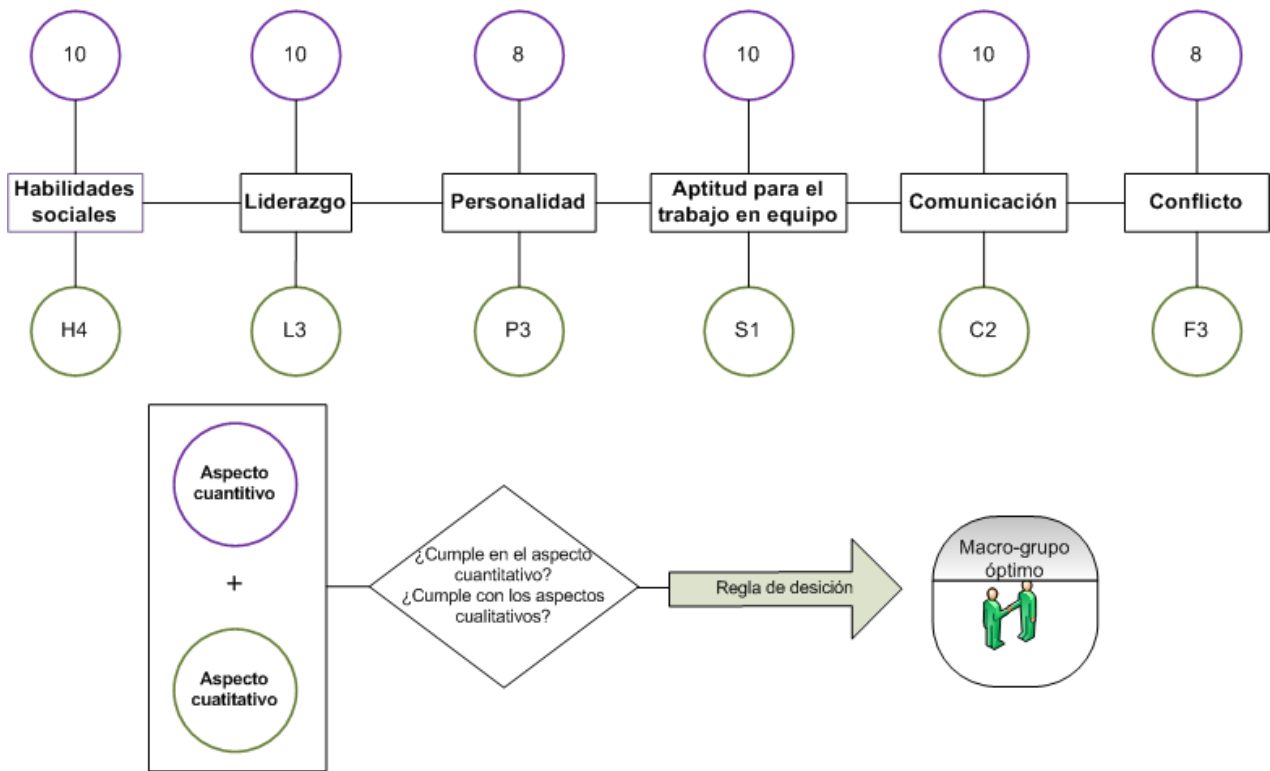 10
10
8
10
10
8
Habilidades
sociales
Liderazgo
Personalidad
Aptitud para el
trabajo en equipo
Comunicación
Conflicto
H4
L3
P3
S1
C2
F3
Aspecto
cuantitivo
+
Aspecto
cuatitativo
¿Cumple en el aspecto
cuantitativo?
¿Cumple con los aspectos
cualitativos?
Regla de desición
Macro-grupo
óptimo